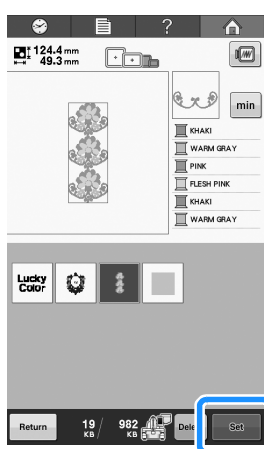 ?
124.4 mm
49.3 mm
min
KHAKI
WARM GRAY
PINK
FLESH PINK
KHAKI
WARM GRAY
Lucky
Color
Return
19 KB / 982 KB
Dele
Set